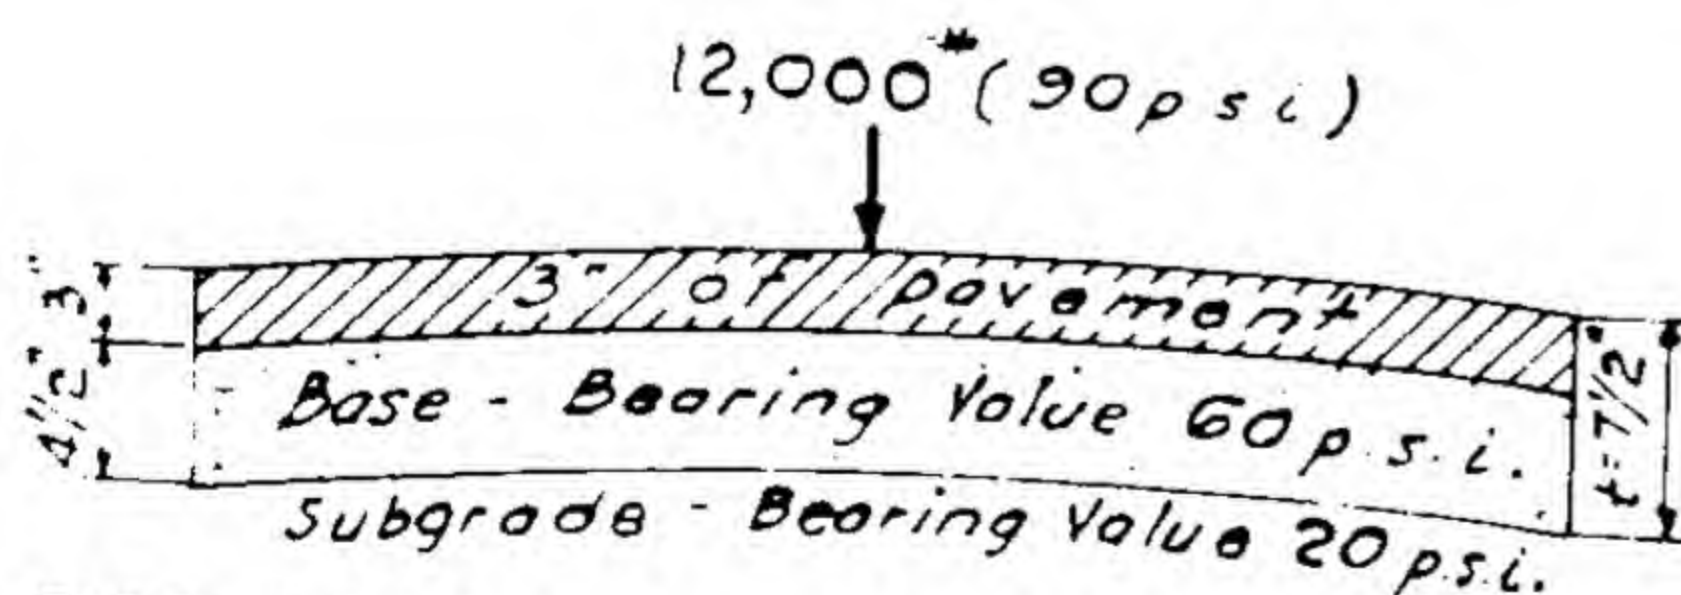 12,000# (90 psi)
3" of pavement
3"
4½"
Base - Bearing Value 60 p.s.i.
t=7½"
Subgrade - Bearing Value 20 p.s.i.